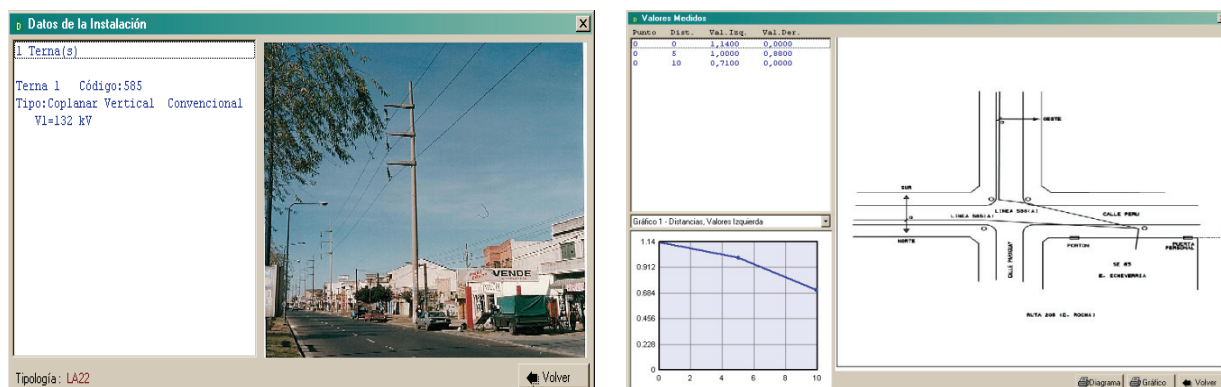 Datos de la Instalación
1 Terna(s)
Terna 1 Código:585
Tipo:Coplanar Vertical Convencional
V1=132 kV
VENDE
Tipología: LA22
Volver
Valores Medidos
Punto Dist. Val.Izq. Val.Der.
0 0 1,1400 0,0000
0 5 1,0000 0,8800
0 10 0,7100 0,0000
Gráfico 1 - Distancias, Valores Izquierda
1.14
0.912
0.684
0.456
0.228
0
0 2 4 6 8 10
OESTE
SUR
LINEA 586(A)
CALLE PERU
NORTE
PORTON
PUERTA
PERSONAL
SE 65
E. ECHEVERRIA
RUTA 205 (D. ROCHA)
Diagrama
Gráfico
Volver